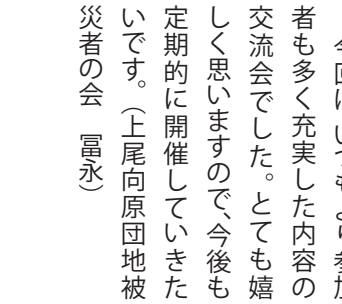 者も多く充実した内容の
交流会でした。とても嬉
しく思いますので、今後も
定期的に開催していきた
いです。（上尾向原団地被
災者の会　冨永）